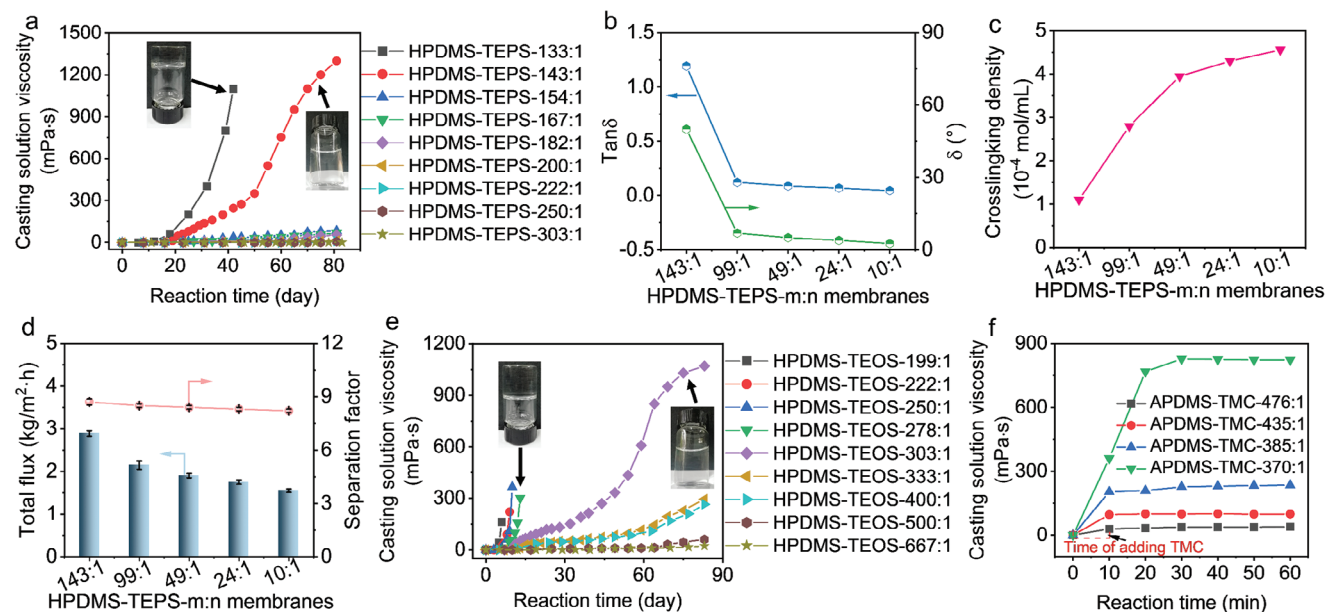 a
Casting solution viscosity
(mPa·s)
1500
1200
900
600
300
0
0 20 40 60 80
Reaction time (day)
HPDMS-TEPS-133:1
HPDMS-TEPS-143:1
HPDMS-TEPS-154:1
HPDMS-TEPS-167:1
HPDMS-TEPS-182:1
HPDMS-TEPS-200:1
HPDMS-TEPS-222:1
HPDMS-TEPS-250:1
HPDMS-TEPS-303:1
b
Tanδ
1.5
1.0
0.5
0.0
-0.5
90
60
30
0
δ (°)
143:1 99:1 49:1 24:1 10:1
HPDMS-TEPS-m:n membranes
c
Crosslingking density
(10⁻⁴ mol/mL)
5
4
3
2
1
0
143:1 99:1 49:1 24:1 10:1
HPDMS-TEPS-m:n membranes
d
Total flux (kg/m²·h)
5
4
3
2
1
0
12
9
6
3
0
Separation factor
143:1 99:1 49:1 24:1 10:1
HPDMS-TEPS-m:n membranes
e
Casting solution viscosity
(mPa·s)
1200
900
600
300
0
0 15 30 45 60 75 90
Reaction time (day)
HPDMS-TEOS-199:1
HPDMS-TEOS-222:1
HPDMS-TEOS-250:1
HPDMS-TEOS-278:1
HPDMS-TEOS-303:1
HPDMS-TEOS-333:1
HPDMS-TEOS-400:1
HPDMS-TEOS-500:1
HPDMS-TEOS-667:1
f
Casting solution viscosity
(mPa·s)
900
600
300
0
APDMS-TMC-476:1
APDMS-TMC-435:1
APDMS-TMC-385:1
APDMS-TMC-370:1
Time of adding TMC
0 10 20 30 40 50 60
Reaction time (min)